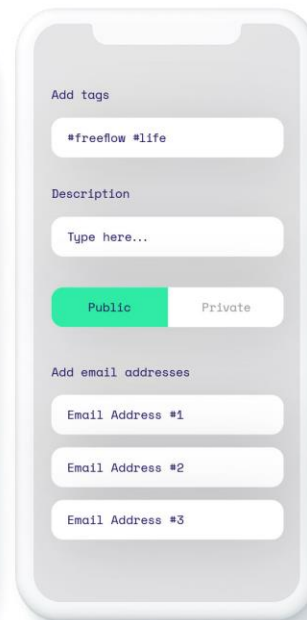 Add tags
#freeflow #life
Description
Type here...
Public Private
Add email addresses
Email Address #1
Email Address #2
Email Address #3